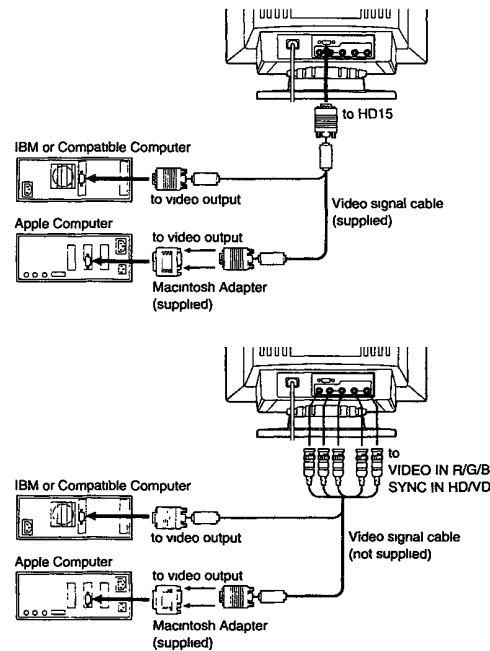 to HD15
IBM or Compatible Computer
to video output
Video signal cable
(supplied)
Apple Computer
to video output
Macintosh Adapter
(supplied)
to
VIDEO IN R/G/B
SYNC IN HD/VD
IBM or Compatible Computer
to video output
Video signal cable
(not supplied)
Apple Computer
to video output
Macintosh Adapter
(supplied)